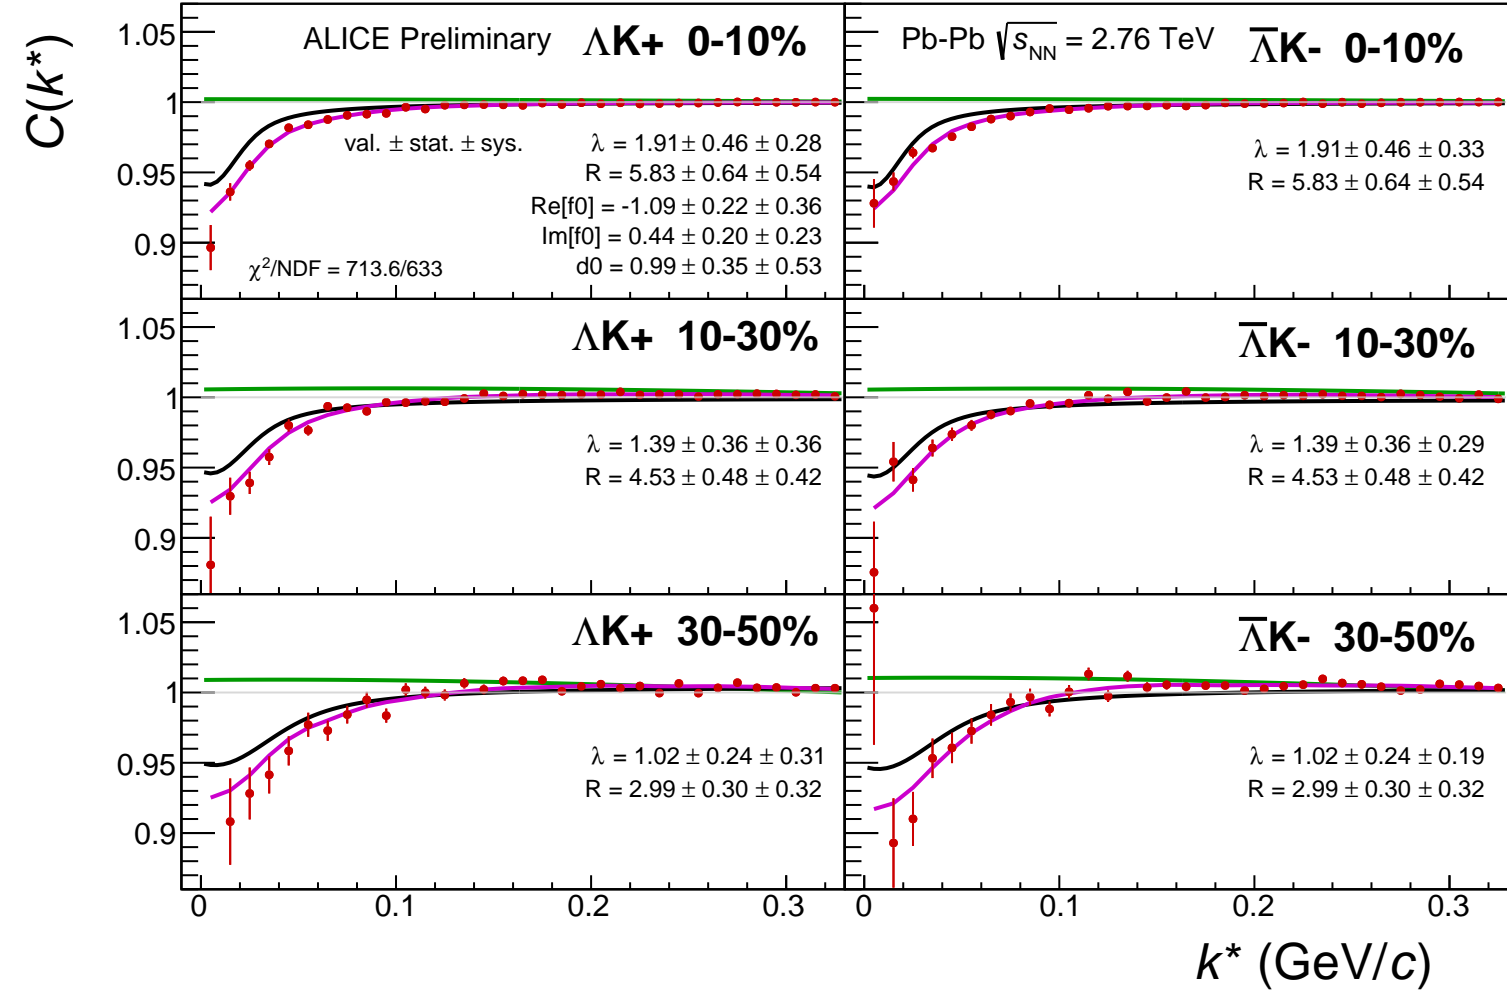 C(k*)
ALICE Preliminary ΛK+ 0-10%
1.05
1
0.95
0.9
val. ± stat. ± sys.
λ = 1.91± 0.46 ± 0.28
R = 5.83 ± 0.64 ± 0.54
Re[f0] = -1.09 ± 0.22 ± 0.36
Im[f0] = 0.44 ± 0.20 ± 0.23
d0 = 0.99 ± 0.35 ± 0.53
χ²/NDF = 713.6/633
Pb-Pb √s_NN = 2.76 TeV Λ̅K- 0-10%
λ = 1.91± 0.46 ± 0.33
R = 5.83 ± 0.64 ± 0.54
ΛK+ 10-30%
1.05
1
0.95
0.9
λ = 1.39 ± 0.36 ± 0.36
R = 4.53 ± 0.48 ± 0.42
Λ̅K- 10-30%
λ = 1.39 ± 0.36 ± 0.29
R = 4.53 ± 0.48 ± 0.42
ΛK+ 30-50%
1.05
1
0.95
0.9
λ = 1.02 ± 0.24 ± 0.31
R = 2.99 ± 0.30 ± 0.32
Λ̅K- 30-50%
λ = 1.02 ± 0.24 ± 0.19
R = 2.99 ± 0.30 ± 0.32
0 0.1 0.2 0.3
0 0.1 0.2 0.3
k* (GeV/c)